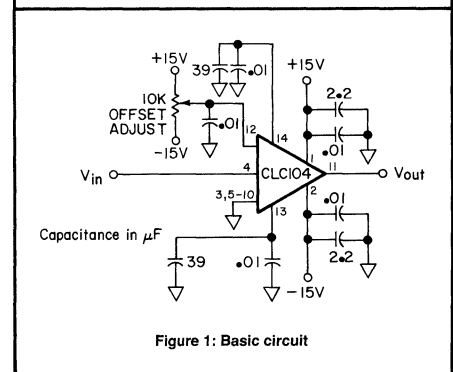 +15V
39
.01
+15V
10K
OFFSET
ADJUST
.01
-15V
12
14
2.2
.01
1
11
Vin
4
CLC104
Vout
3,5-10
2
13
.01
2.2
Capacitance in μF
39
.01
-15V
Figure 1: Basic circuit